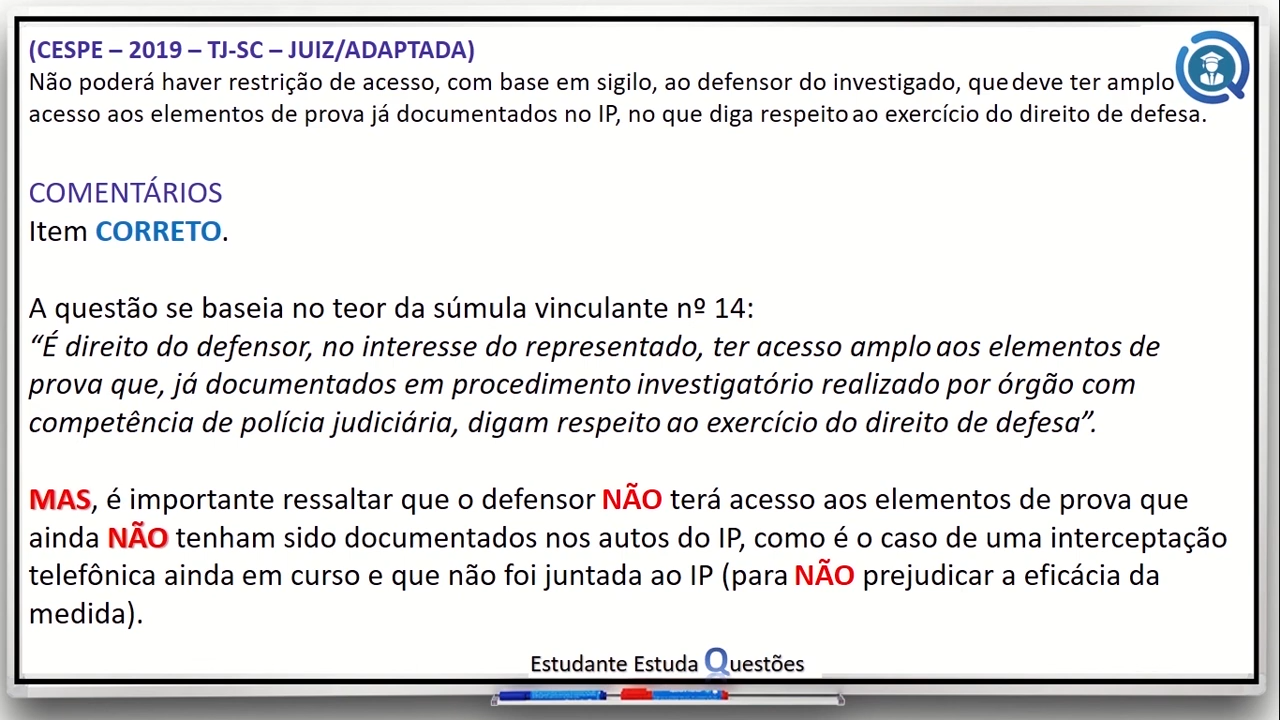 (CESPE – 2019 – TJ-SC – JUIZ/ADAPTADA)
Não poderá haver restrição de acesso, com base em sigilo, ao defensor do investigado, que deve ter amplo
acesso aos elementos de prova já documentados no IP, no que diga respeito ao exercício do direito de defesa.
COMENTÁRIOS
Item CORRETO.
A questão se baseia no teor da súmula vinculante nº 14:
“É direito do defensor, no interesse do representado, ter acesso amplo aos elementos de
prova que, já documentados em procedimento investigatório realizado por órgão com
competência de polícia judiciária, digam respeito ao exercício do direito de defesa”.
MAS, é importante ressaltar que o defensor NÃO terá acesso aos elementos de prova que
ainda NÃO tenham sido documentados nos autos do IP, como é o caso de uma interceptação
telefônica ainda em curso e que não foi juntada ao IP (para NÃO prejudicar a eficácia da
medida).
Estudante Estuda Questões